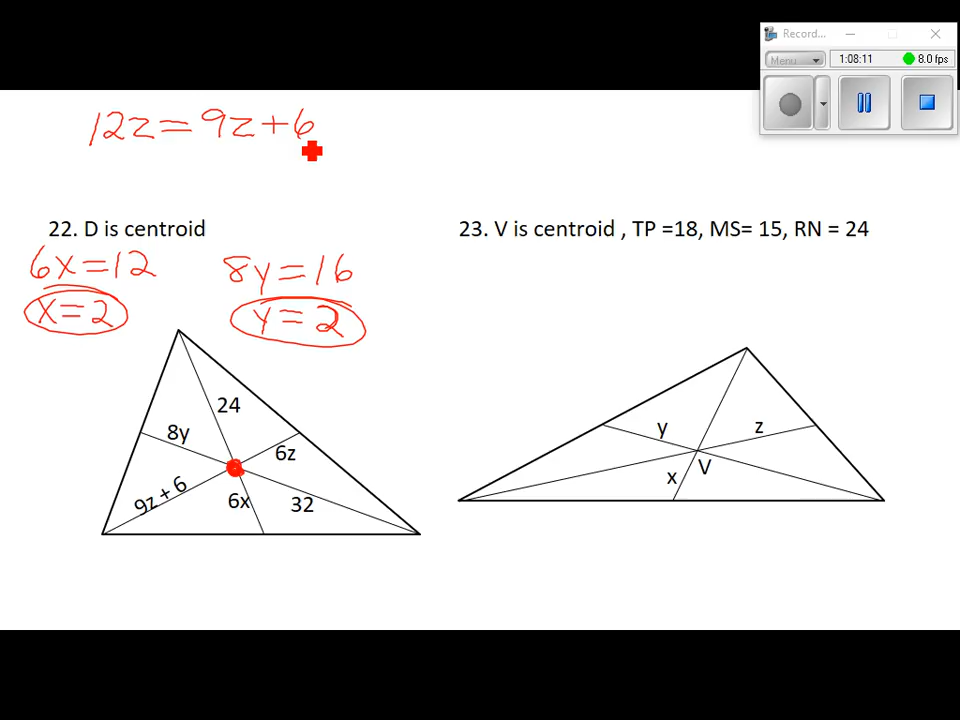 Record...
Menu
1:08:11
8.0 fps
12z=9z+6
22. D is centroid
23. V is centroid , TP =18, MS= 15, RN = 24
6x=12
8y=16
x=2
y=2
24
8y
6z
9z + 6
6x
32
y
z
x
V